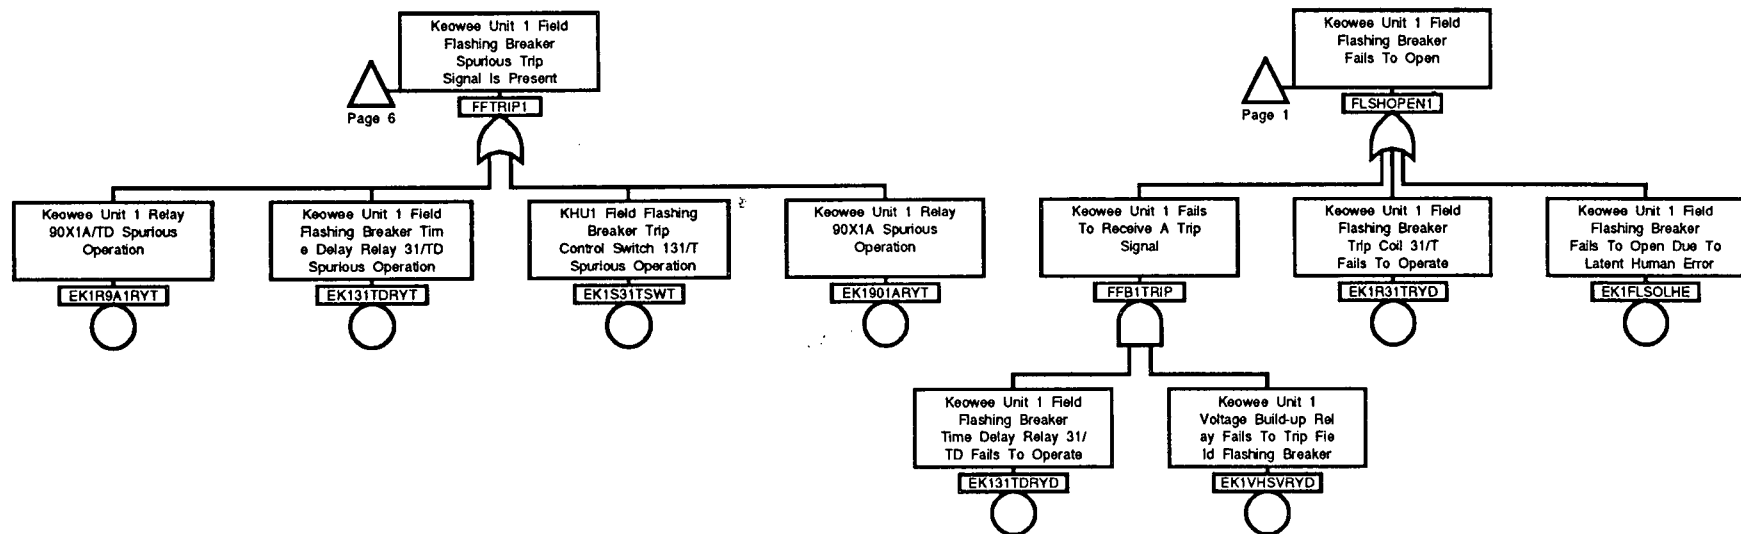 Keowee Unit 1 Field
Flashing Breaker
Spurious Trip
Signal Is Present
Page 6
FFTRIP1
Keowee Unit 1 Relay
90X1A/TD Spurious
Operation
EK1R9A1RYT
Keowee Unit 1 Field
Flashing Breaker Tim
e Delay Relay 31/TD
Spurious Operation
EK131TDRYT
KHU1 Field Flashing
Breaker Trip
Control Switch 131/T
Spurious Operation
EK1S31TSWT
Keowee Unit 1 Relay
90X1A Spurious
Operation
EK1901ARYT
Keowee Unit 1 Field
Flashing Breaker
Fails To Open
Page 1
FLSHOPEN1
Keowee Unit 1 Fails
To Receive A Trip
Signal
FFB1TRIP
Keowee Unit 1 Field
Flashing Breaker
Trip Coil 31/T
Fails To Operate
EK1R31TRYD
Keowee Unit 1 Field
Flashing Breaker
Fails To Open Due To
Latent Human Error
EK1FLSOLHE
Keowee Unit 1 Field
Flashing Breaker
Time Delay Relay 31/
TD Fails To Operate
EK131TDRYD
Keowee Unit 1
Voltage Build-up Rel
ay Fails To Trip Fie
ld Flashing Breaker
EK1VHSVRYD